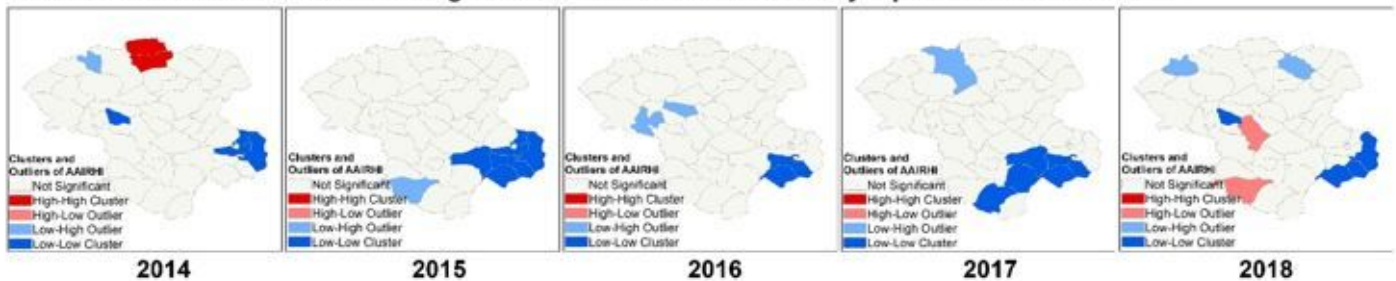 Clusters and
Outliers of AAIRHI
Not Significant
High-High Cluster
High-Low Outlier
Low-High Outlier
Low-Low Cluster
2014
Clusters and
Outliers of AAIRHI
Not Significant
High-High Cluster
High-Low Outlier
Low-High Outlier
Low-Low Cluster
2015
Clusters and
Outliers of AAIRHI
Not Significant
High-High Cluster
High-Low Outlier
Low-High Outlier
Low-Low Cluster
2016
Clusters and
Outliers of AAIRHI
Not Significant
High-High Cluster
High-Low Outlier
Low-High Outlier
Low-Low Cluster
2017
Clusters and
Outliers of AAIRHI
Not Significant
High-High Cluster
High-Low Outlier
Low-High Outlier
Low-Low Cluster
2018